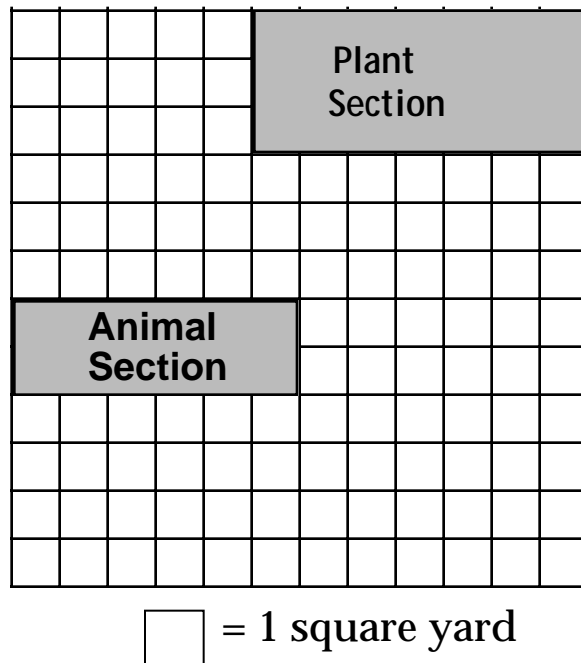 Plant
Section
Animal
Section
= 1 square yard